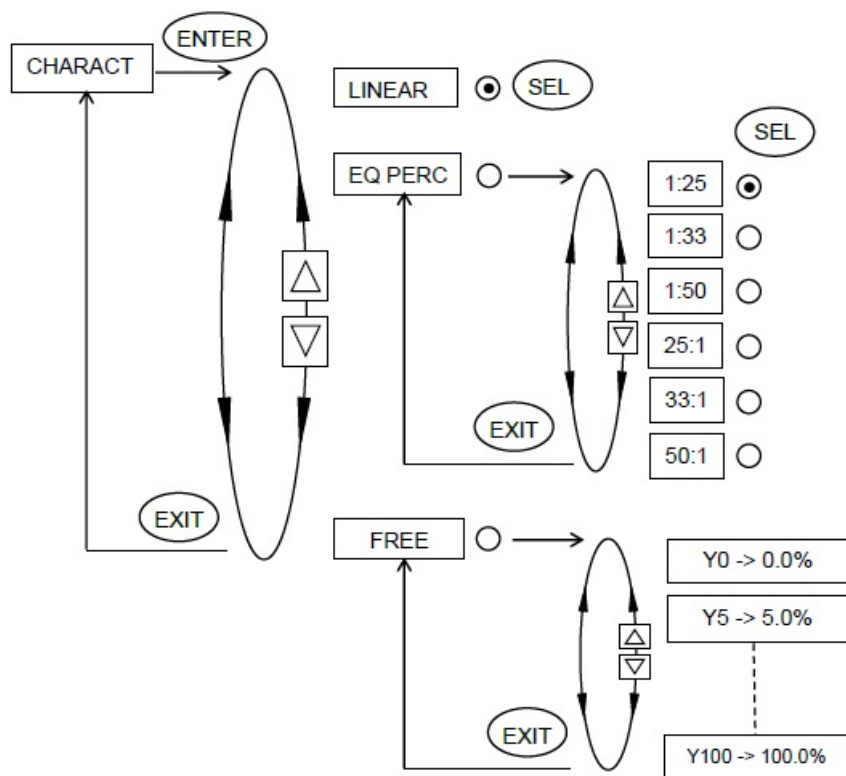 ENTER
CHARACT
LINEAR
SEL
SEL
EQ PERC
1:25
1:33
1:50
25:1
33:1
EXIT
50:1
EXIT
FREE
Y0 -> 0.0%
Y5 -> 5.0%
EXIT
Y100 -> 100.0%